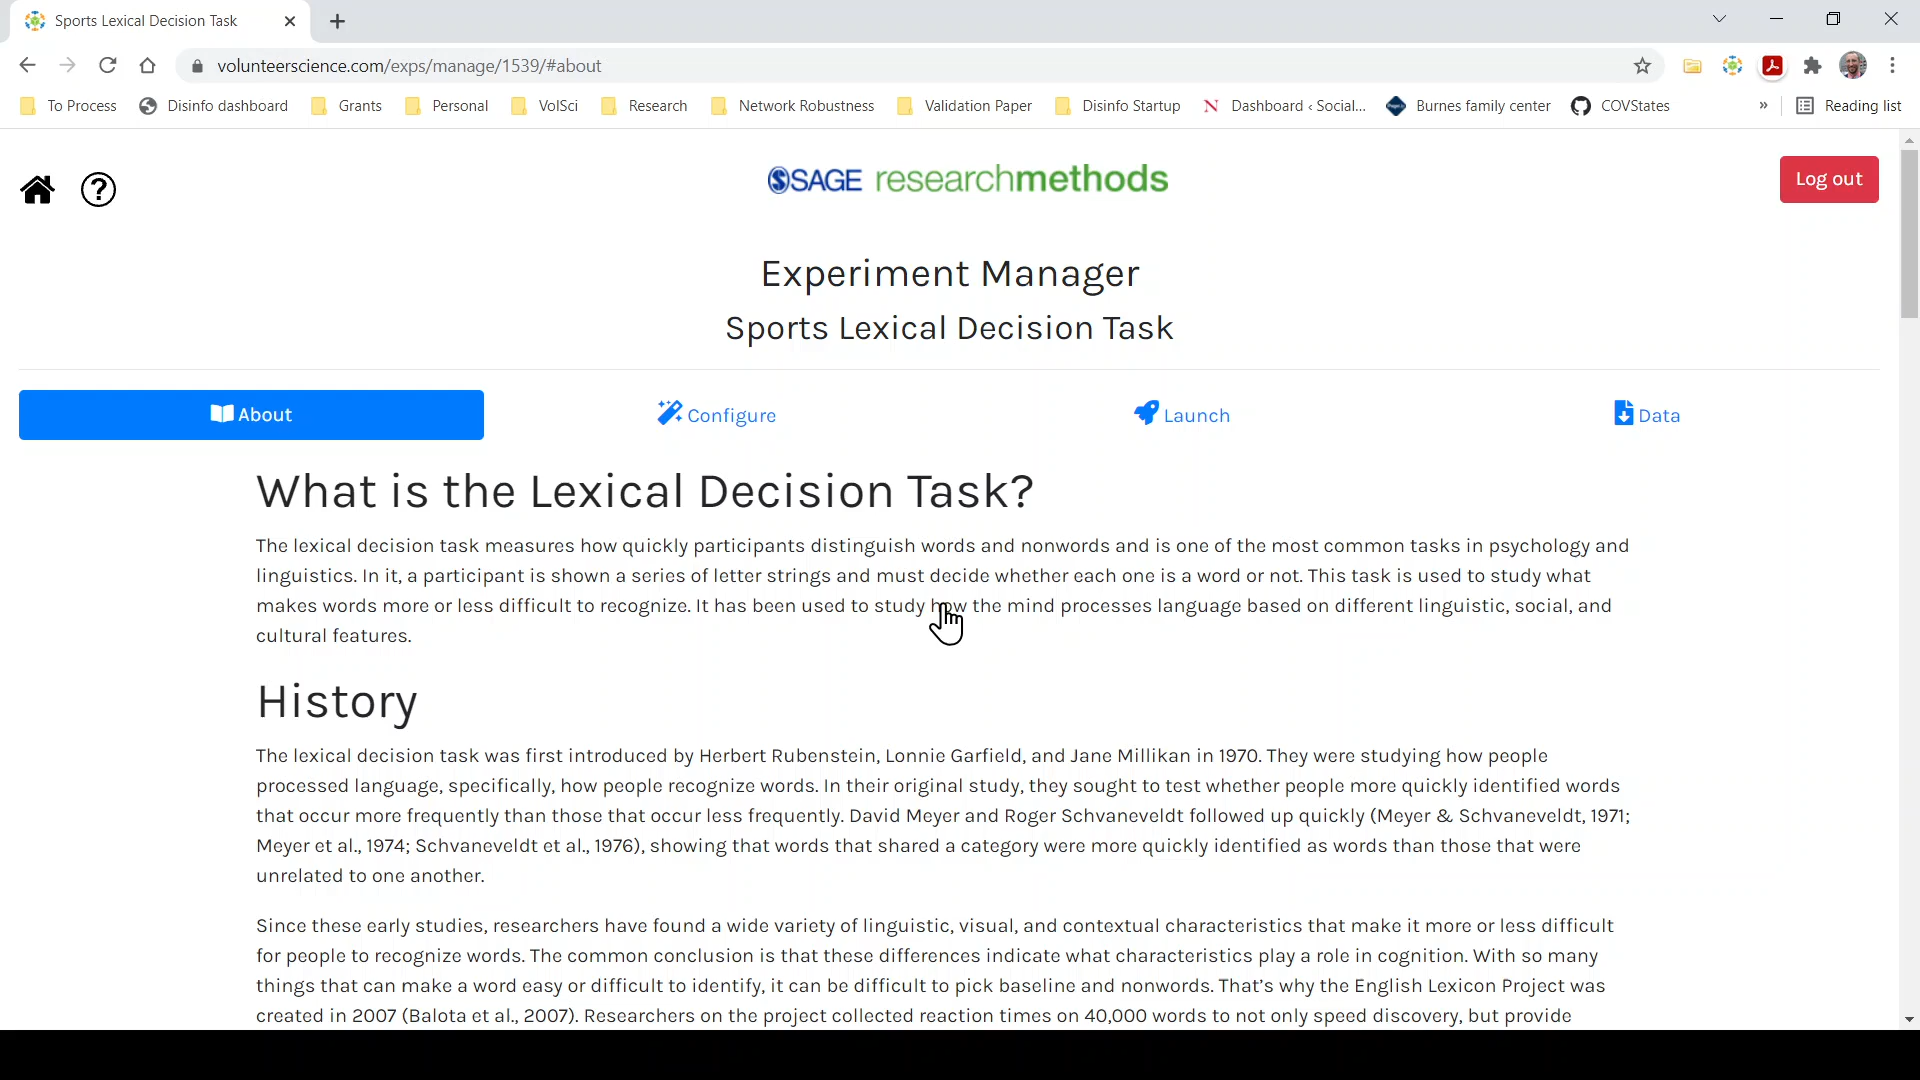 Sports Lexical Decision Task
volunteerscience.com/exps/manage/1539/#about
To Process Disinfo dashboard Grants Personal VolSci Research Network Robustness Validation Paper Disinfo Startup Dashboard ‹ Social... Burnes family center COVStates » Reading list
SAGE researchmethods
Log out
Experiment Manager
Sports Lexical Decision Task
About Configure Launch Data
What is the Lexical Decision Task?
The lexical decision task measures how quickly participants distinguish words and nonwords and is one of the most common tasks in psychology and
linguistics. In it, a participant is shown a series of letter strings and must decide whether each one is a word or not. This task is used to study what
makes words more or less difficult to recognize. It has been used to study how the mind processes language based on different linguistic, social, and
cultural features.
History
The lexical decision task was first introduced by Herbert Rubenstein, Lonnie Garfield, and Jane Millikan in 1970. They were studying how people
processed language, specifically, how people recognize words. In their original study, they sought to test whether people more quickly identified words
that occur more frequently than those that occur less frequently. David Meyer and Roger Schvaneveldt followed up quickly (Meyer & Schvaneveldt, 1971;
Meyer et al., 1974; Schvaneveldt et al., 1976), showing that words that shared a category were more quickly identified as words than those that were
unrelated to one another.
Since these early studies, researchers have found a wide variety of linguistic, visual, and contextual characteristics that make it more or less difficult
for people to recognize words. The common conclusion is that these differences indicate what characteristics play a role in cognition. With so many
things that can make a word easy or difficult to identify, it can be difficult to pick baseline and nonwords. That's why the English Lexicon Project was
created in 2007 (Balota et al., 2007). Researchers on the project collected reaction times on 40,000 words to not only speed discovery, but provide